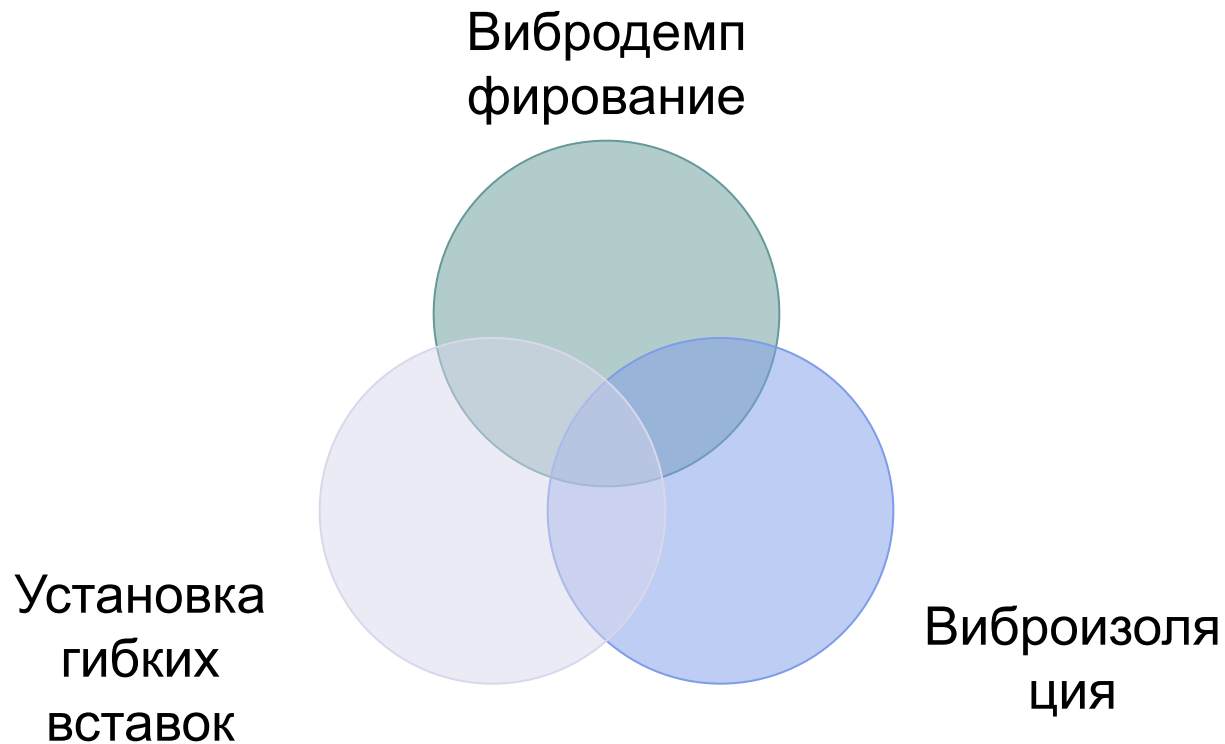 Вибродемп
фирование
Установка
гибких
вставок
Виброизоля
ция